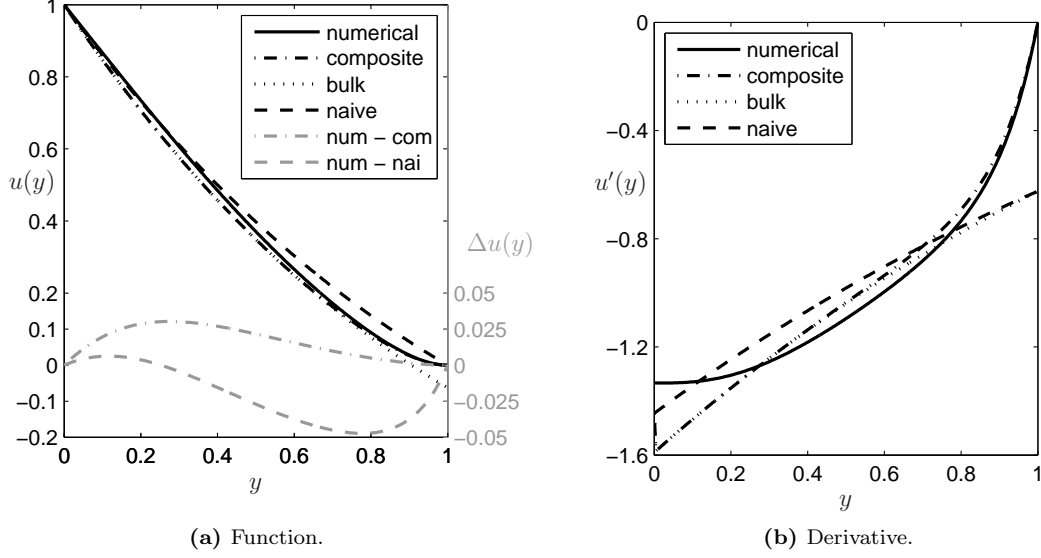 1
0.8
0.6
u(y)
0.4
0.2
0.1
0
−0.1
−0.2
0
0.2
0.4
0.6
0.8
1
y
numerical
composite
bulk
naive
num − com
num − nai
Δu(y)
0.05
0.025
0
−0.025
−0.05
(a) Function.
0
−0.4
u′(y)
−0.8
−1.2
−1.6
0
0.2
0.4
0.6
0.8
1
y
numerical
composite
bulk
naive
(b) Derivative.